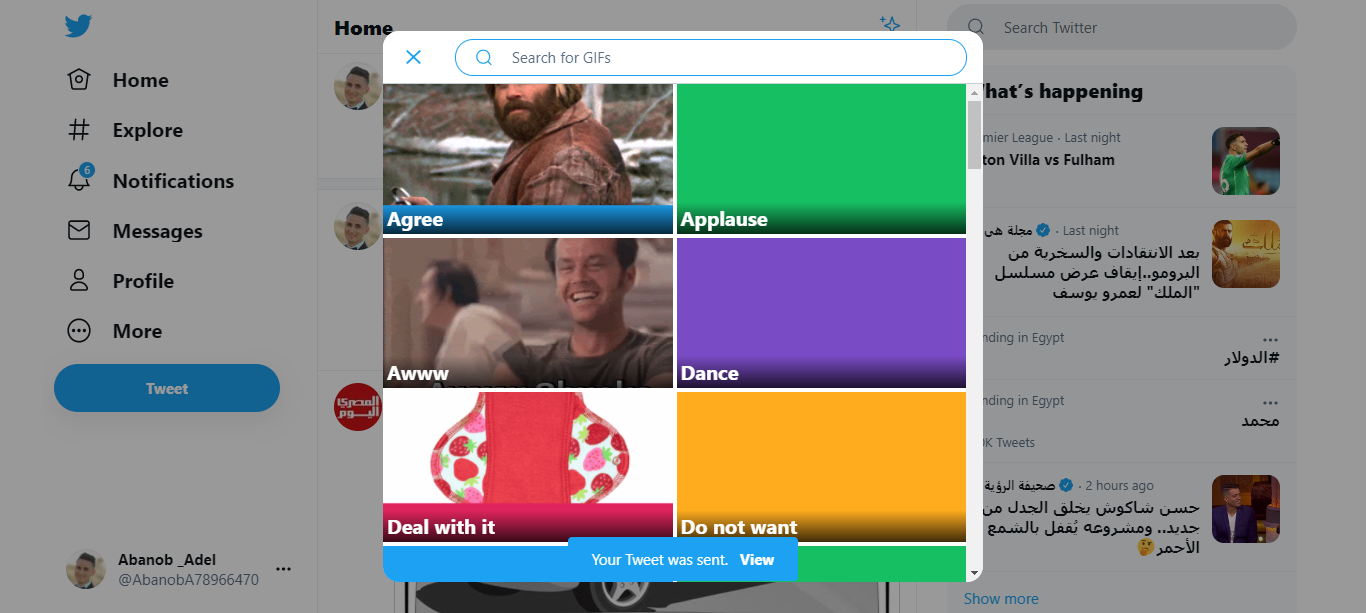 Home
Explore
6
Notifications
Messages
Profile
More
Tweet
Abanob _Adel
@AbanobA78966470
Home
المصري
اليوم
Search for GIFs
Agree
Applause
Awww
Dance
Deal with it
Do not want
Your Tweet was sent. View
Search Twitter
hat's happening
mier League · Last night
ton Villa vs Fulham
مجلة هي · Last night
بعد الانتقادات والسخرية من
البرومو..إيقاف عرض مسلسل
"الملك" لعمرو يوسف
nding in Egypt
#الدولار
nding in Egypt
محمد
K Tweets
صحيفة الرؤية · 2 hours ago
حسن شاكوش يخلق الجدل من
جديد.. ومشروعه يُقفل بالشمع
الأحمر🤔
Show more